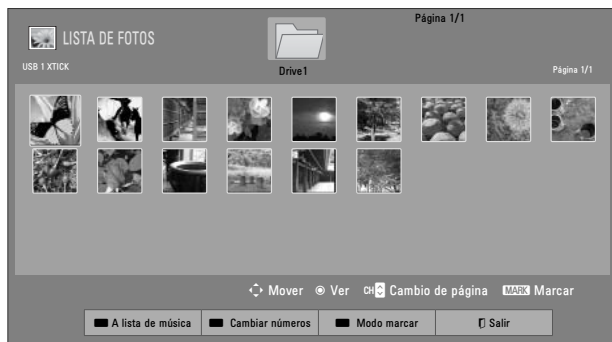 Página 1/1
LISTA DE FOTOS
USB 1 XTICK
Drive1
Página 1/1
Mover Ver CH Cambio de página MARK Marcar
A lista de música Cambiar números Modo marcar Salir